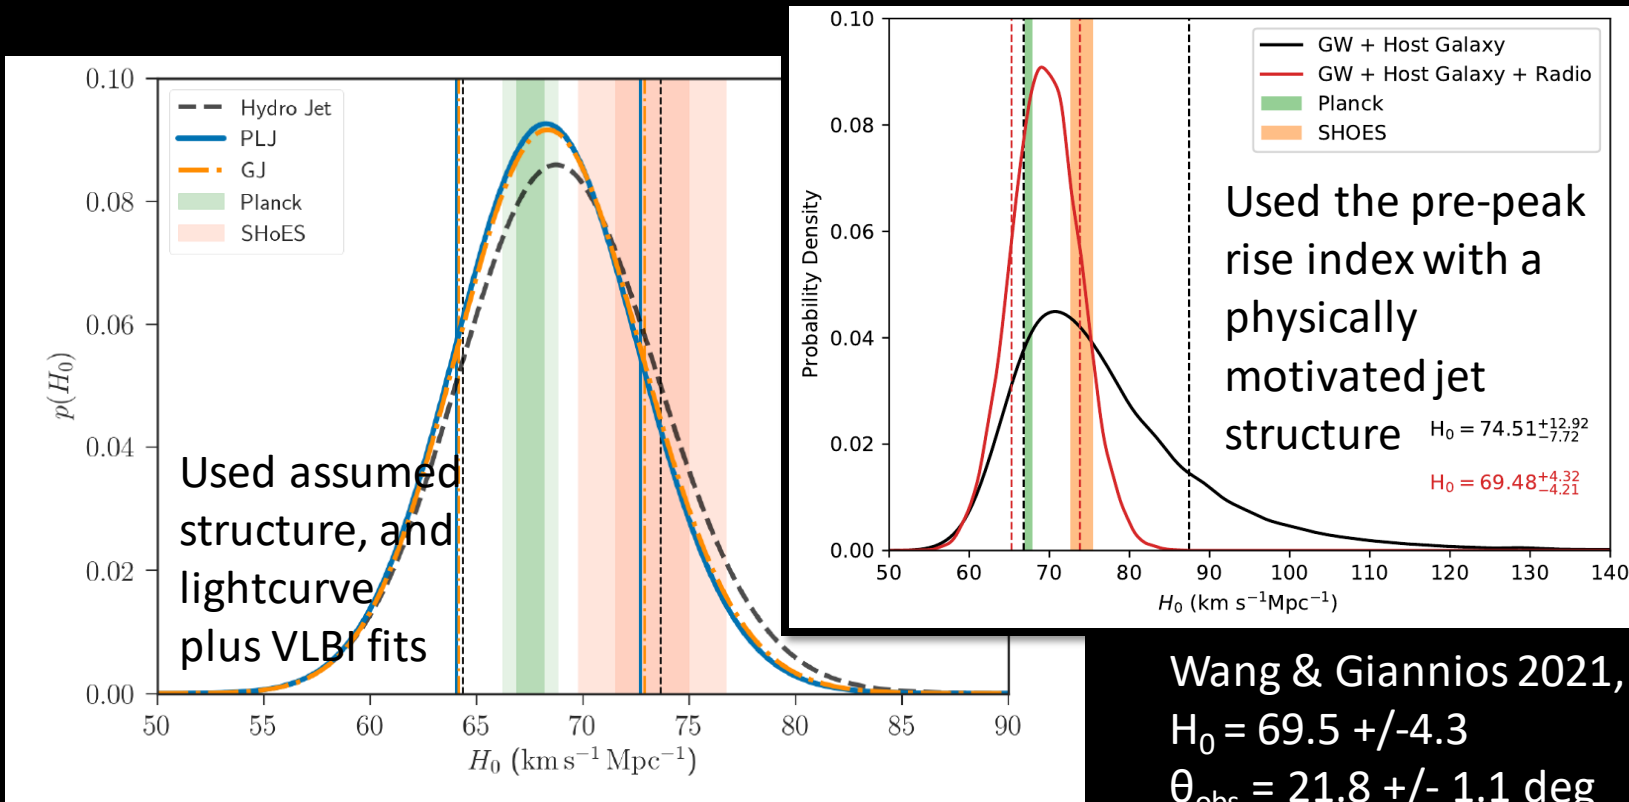 0.10
0.08
0.06
0.04
0.02
0.00
p(H₀)
Hydro Jet
PLJ
GJ
Planck
SHoES
Used assumed
structure, and
lightcurve
plus VLBI fits
50 55 60 65 70 75 80 85 90
H₀ (km s⁻¹ Mpc⁻¹)
0.10
0.08
0.06
0.04
0.02
0.00
Probability Density
GW + Host Galaxy
GW + Host Galaxy + Radio
Planck
SHOES
Used the pre-peak
rise index with a
physically
motivated jet
structure
H₀ = 74.51+12.92−7.72
H₀ = 69.48+4.32−4.21
50 60 70 80 90 100 110 120 130 140
H₀ (km s⁻¹Mpc⁻¹)
Wang & Giannios 2021,
H₀ = 69.5 +/-4.3
θobs = 21.8 +/- 1.1 deg